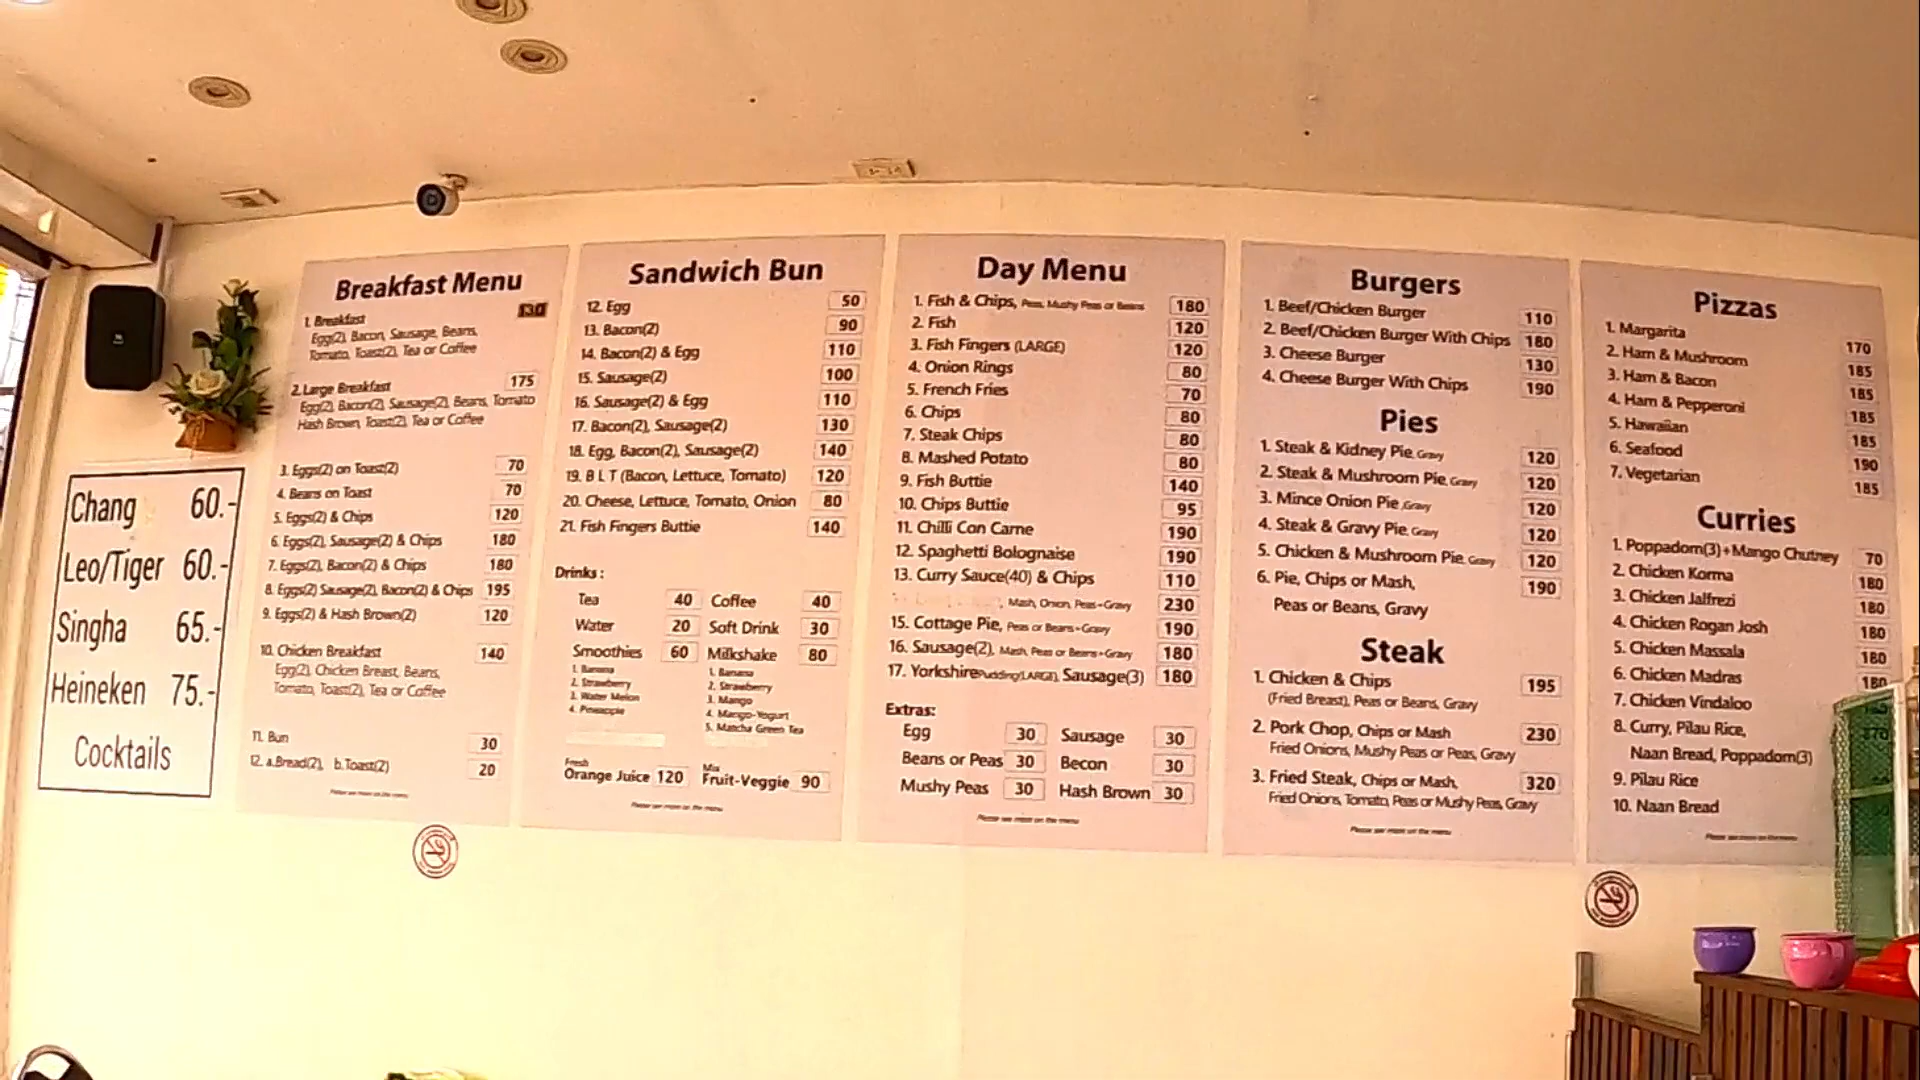 Chang 60.-
Leo/Tiger 60.-
Singha 65.-
Heineken 75.-
Cocktails
Breakfast Menu
1. Breakfast 130
Egg(2), Bacon, Sausage, Beans,
Tomato, Toast(2), Tea or Coffee
2. Large Breakfast 175
Egg(2), Bacon(2), Sausage(2), Beans, Tomato
Hash Brown, Toast(2), Tea or Coffee
3. Eggs(2) on Toast(2) 70
4. Beans on Toast 70
5. Eggs(2) & Chips 120
6. Eggs(2), Sausage(2) & Chips 180
7. Eggs(2), Bacon(2) & Chips 180
8. Eggs(2) Sausage(2), Bacon(2) & Chips 195
9. Eggs(2) & Hash Brown(2) 120
10. Chicken Breakfast 140
Egg(2), Chicken Breast, Beans,
Tomato, Toast(2), Tea or Coffee
11. Bun 30
12. a.Bread(2), b.Toast(2) 20
Please see more on the menu
Sandwich Bun
12. Egg 50
13. Bacon(2) 90
14. Bacon(2) & Egg 110
15. Sausage(2) 100
16. Sausage(2) & Egg 110
17. Bacon(2), Sausage(2) 130
18. Egg, Bacon(2), Sausage(2) 140
19. B L T (Bacon, Lettuce, Tomato) 120
20. Cheese, Lettuce, Tomato, Onion 80
21. Fish Fingers Buttie 140
Drinks :
Tea 40 Coffee 40
Water 20 Soft Drink 30
Smoothies 60 Milkshake 80
1. Banana 1. Banana
2. Strawberry 2. Strawberry
3. Water Melon 3. Mango
4. Pineapple 4. Mango-Yogurt
5. Matcha Green Tea
Fresh Mix
Orange Juice 120 Fruit-Veggie 90
Please see more on the menu
Day Menu
1. Fish & Chips, Peas, Mushy Peas or Beans 180
2. Fish 120
3. Fish Fingers (LARGE) 120
4. Onion Rings 80
5. French Fries 70
6. Chips 80
7. Steak Chips 80
8. Mashed Potato 80
9. Fish Buttie 140
10. Chips Buttie 95
11. Chilli Con Carne 190
12. Spaghetti Bolognaise 190
13. Curry Sauce(40) & Chips 110
, Mash, Onion, Peas+Gravy 230
15. Cottage Pie, Peas or Beans+Gravy 190
16. Sausage(2), Mash, Peas or Beans+Gravy 180
17. Yorkshire Pudding(LARGE), Sausage(3) 180
Extras:
Egg 30 Sausage 30
Beans or Peas 30 Becon 30
Mushy Peas 30 Hash Brown 30
Please see more on the menu
Burgers
1. Beef/Chicken Burger 110
2. Beef/Chicken Burger With Chips 180
3. Cheese Burger 130
4. Cheese Burger With Chips 190
Pies
1. Steak & Kidney Pie, Gravy 120
2. Steak & Mushroom Pie, Gravy 120
3. Mince Onion Pie, Gravy 120
4. Steak & Gravy Pie, Gravy 120
5. Chicken & Mushroom Pie, Gravy 120
6. Pie, Chips or Mash, 190
Peas or Beans, Gravy
Steak
1. Chicken & Chips 195
(Fried Breast), Peas or Beans, Gravy
2. Pork Chop, Chips or Mash 230
Fried Onions, Mushy Peas or Peas, Gravy
3. Fried Steak, Chips or Mash, 320
Fried Onions, Tomato, Peas or Mushy Peas, Gravy
Please see more on the menu
Pizzas
1. Margarita 170
2. Ham & Mushroom 185
3. Ham & Bacon 185
4. Ham & Pepperoni 185
5. Hawaiian 185
6. Seafood 190
7. Vegetarian 185
Curries
1. Poppadom(3)+Mango Chutney 70
2. Chicken Korma 180
3. Chicken Jalfrezi 180
4. Chicken Rogan Josh 180
5. Chicken Massala 180
6. Chicken Madras 180
7. Chicken Vindaloo
8. Curry, Pilau Rice, 270
Naan Bread, Poppadom(3)
9. Pilau Rice
10. Naan Bread
Please see more on the menu